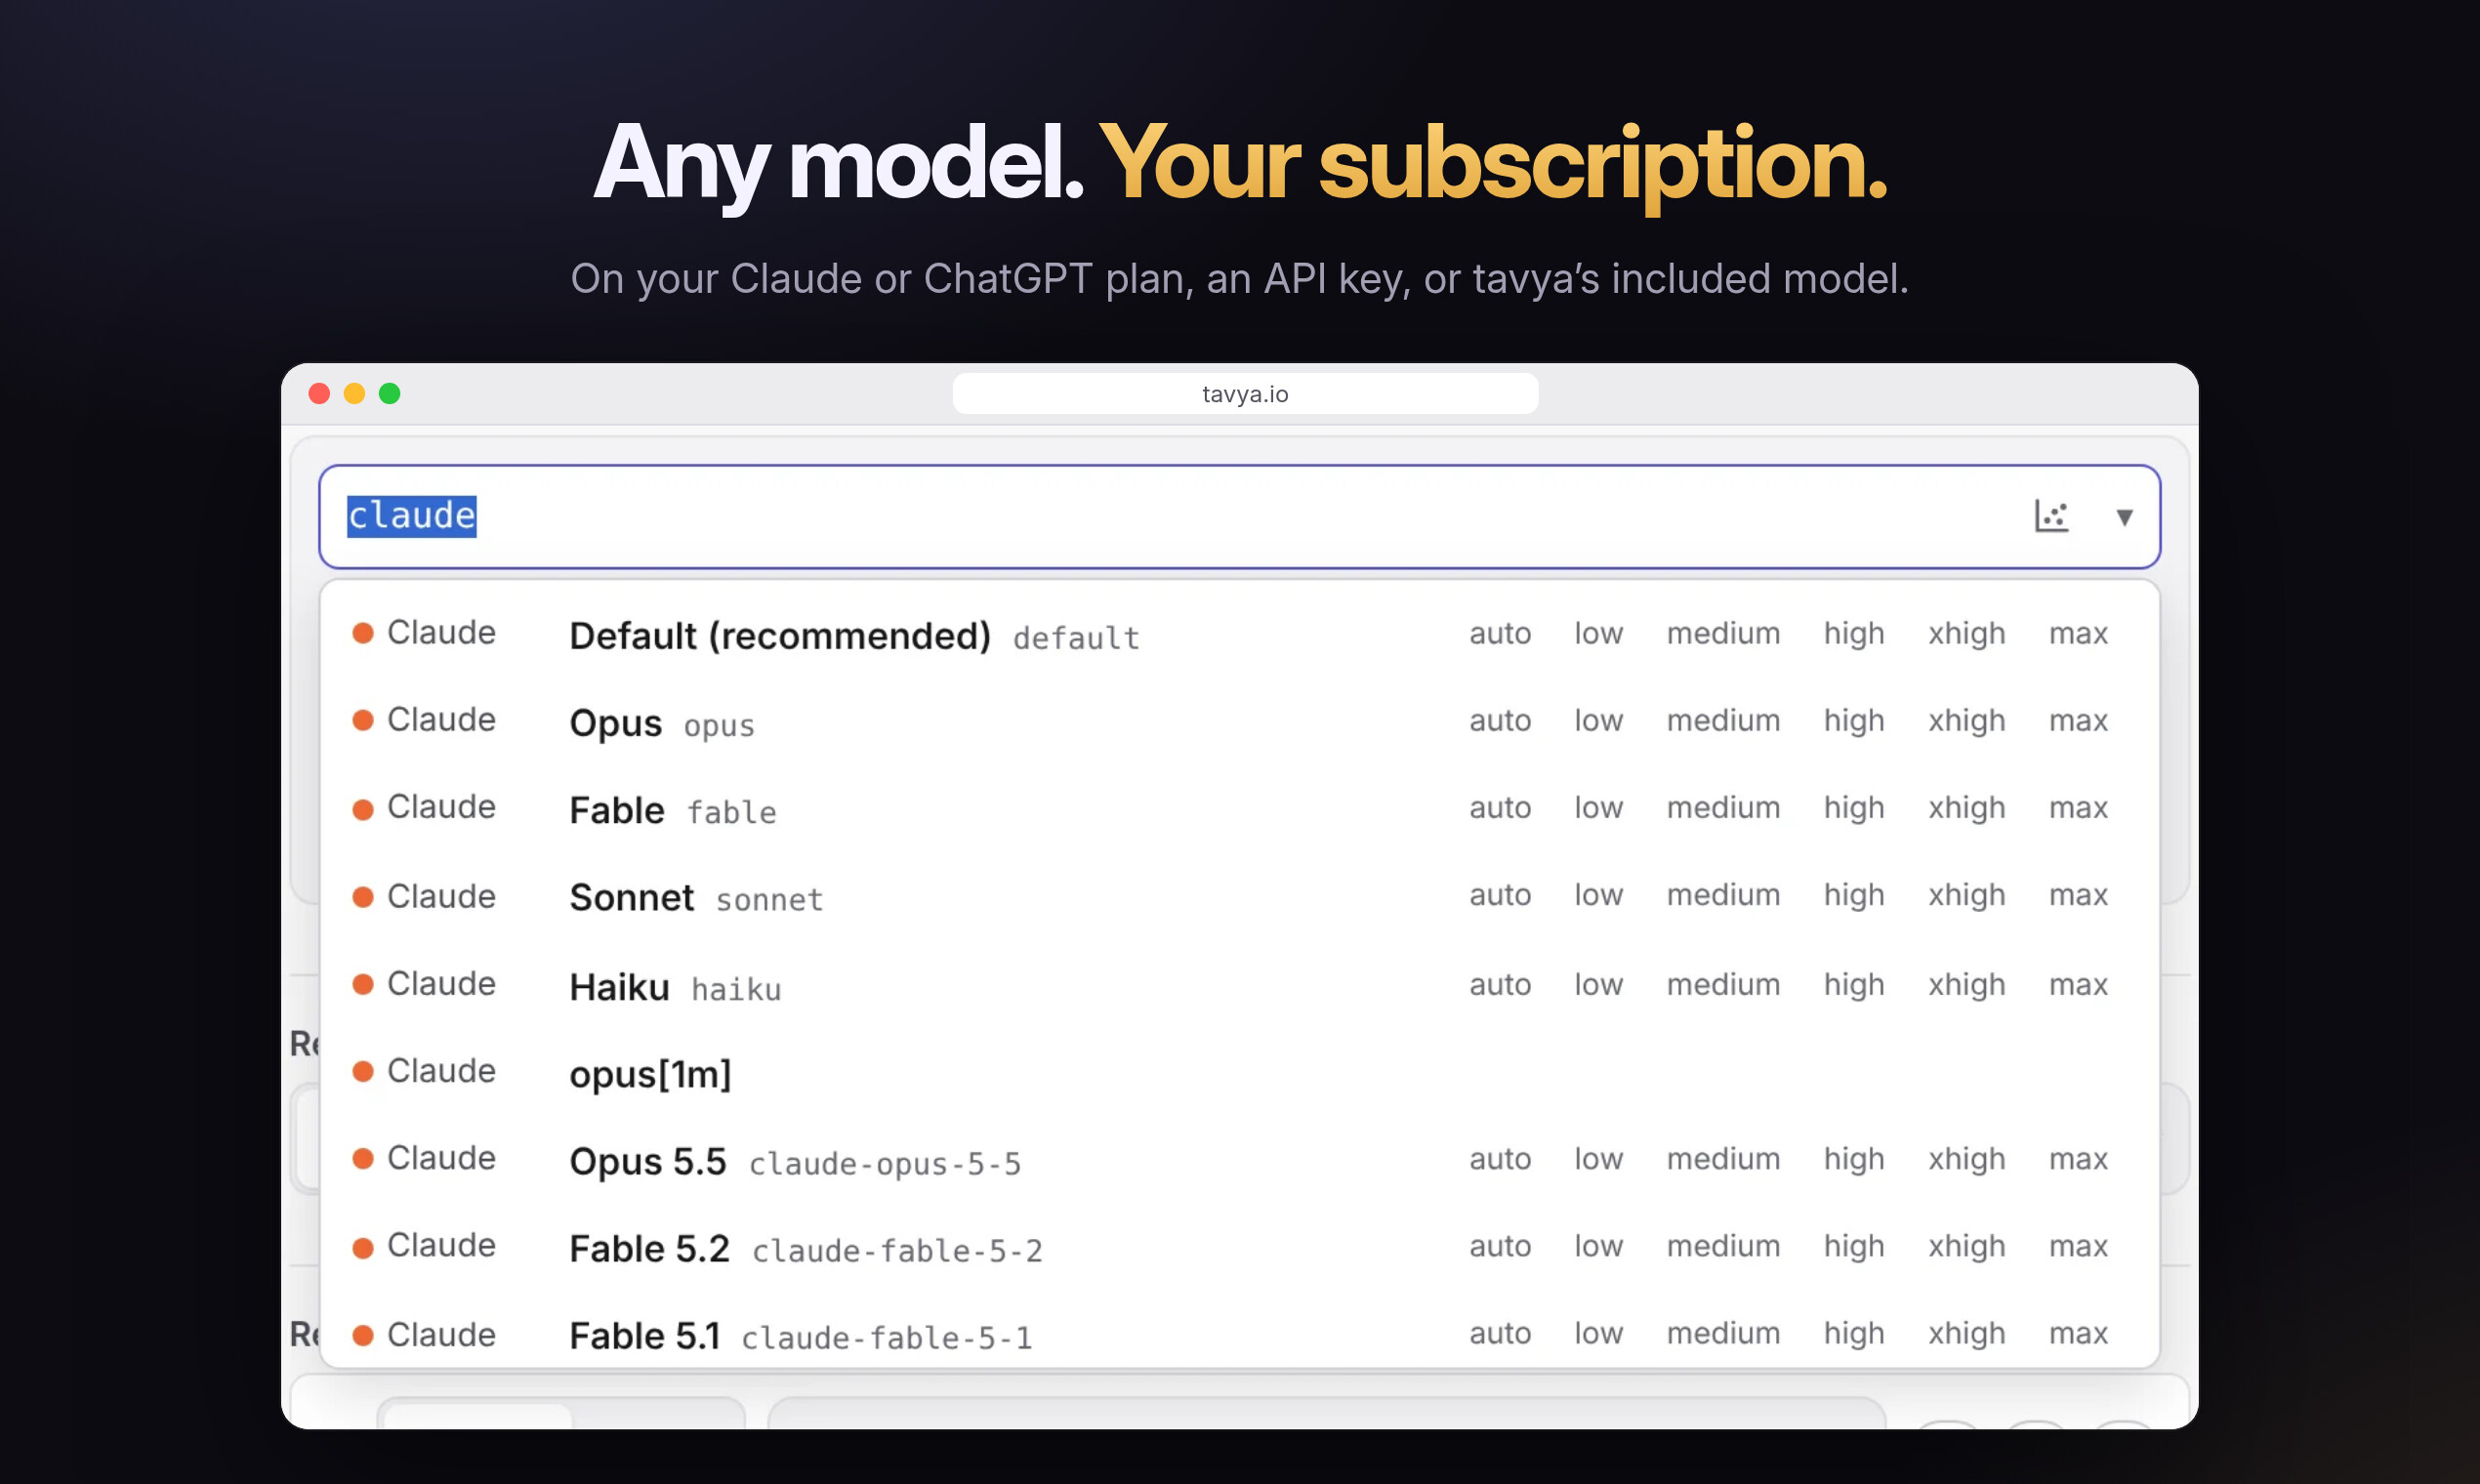 Any model. Your subscription.
On your Claude or ChatGPT plan, an API key, or tavya’s included model.
tavya.io
claude
Claude Default (recommended) default auto low medium high xhigh max
Claude Opus opus auto low medium high xhigh max
Claude Fable fable auto low medium high xhigh max
Claude Sonnet sonnet auto low medium high xhigh max
Claude Haiku haiku auto low medium high xhigh max
Claude opus[1m]
Claude Opus 5.5 claude-opus-5-5 auto low medium high xhigh max
Claude Fable 5.2 claude-fable-5-2 auto low medium high xhigh max
Claude Fable 5.1 claude-fable-5-1 auto low medium high xhigh max